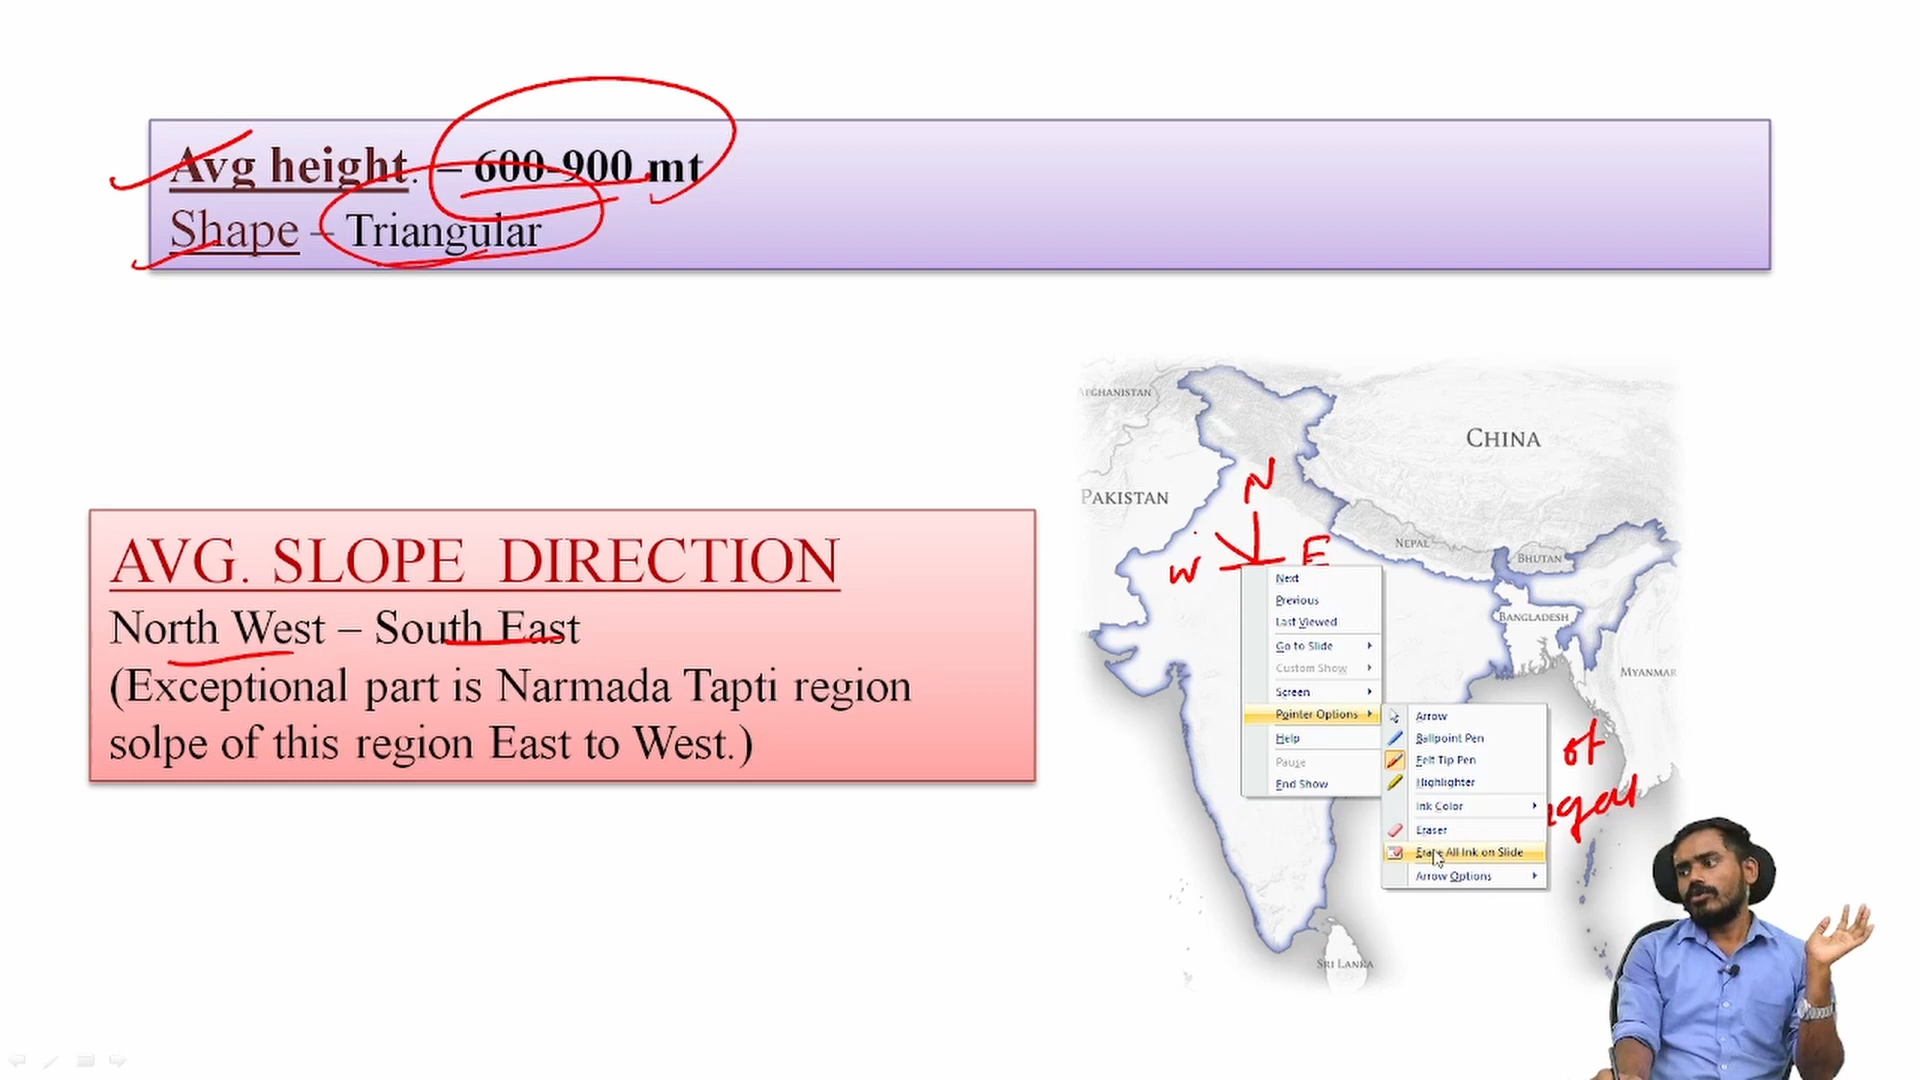 Avg height. – 600-900 mt
Shape – Triangular
AFGHANISTAN
CHINA
PAKISTAN
N
AVG. SLOPE DIRECTION
North West – South East
(Exceptional part is Narmada Tapti region
solpe of this region East to West.)
W
E
NEPAL
BHUTAN
BANGLADESH
MYANMAR
Next
Previous
Last Viewed
Go to Slide
Custom Show
Screen
Pointer Options
Help
Pause
End Show
Arrow
Ballpoint Pen
Felt Tip Pen
Highlighter
Ink Color
Eraser
Erase All Ink on Slide
Arrow Options
of
SRI LANKA